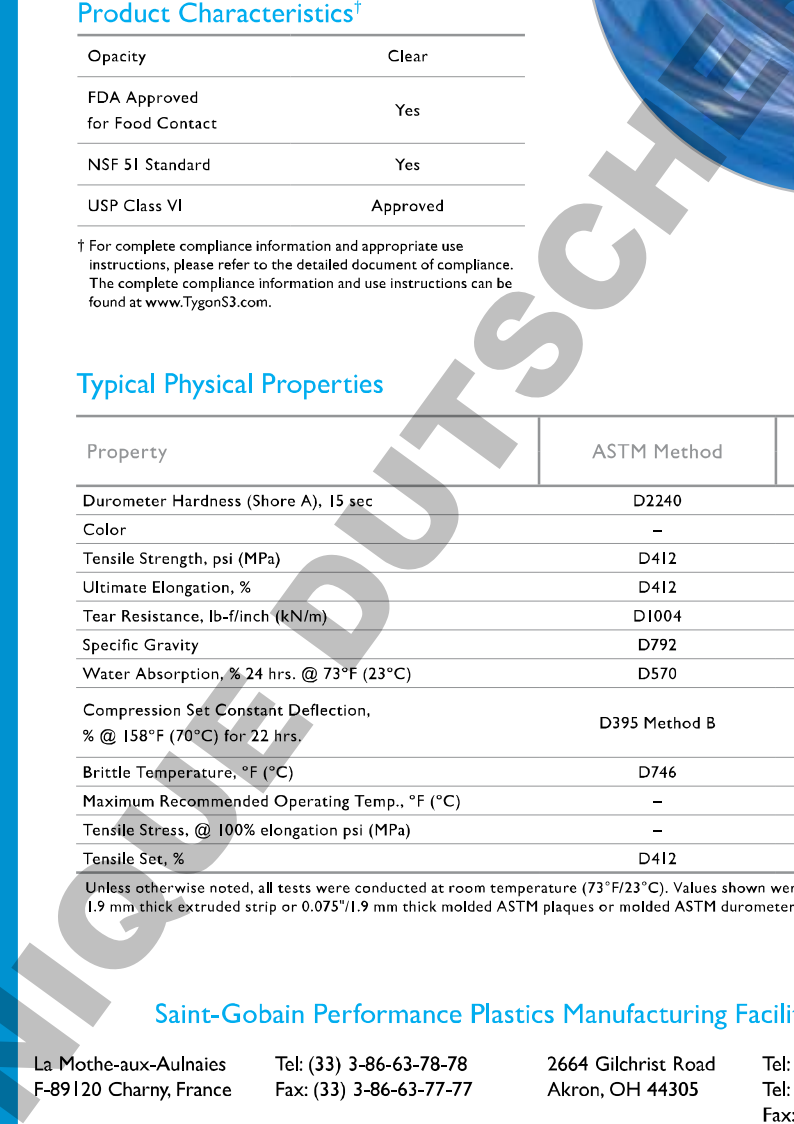 Product Characteristics†
Opacity Clear
FDA Approved
for Food Contact Yes
NSF 51 Standard Yes
USP Class VI Approved
† For complete compliance information and appropriate use
instructions, please refer to the detailed document of compliance.
The complete compliance information and use instructions can be
found at www.TygonS3.com.
Typical Physical Properties
Property ASTM Method
Durometer Hardness (Shore A), 15 sec D2240
Color –
Tensile Strength, psi (MPa) D412
Ultimate Elongation, % D412
Tear Resistance, lb-f/inch (kN/m) D1004
Specific Gravity D792
Water Absorption, % 24 hrs. @ 73°F (23°C) D570
Compression Set Constant Deflection,
% @ 158°F (70°C) for 22 hrs. D395 Method B
Brittle Temperature, °F (°C) D746
Maximum Recommended Operating Temp., °F (°C) –
Tensile Stress, @ 100% elongation psi (MPa) –
Tensile Set, % D412
Unless otherwise noted, all tests were conducted at room temperature (73°F/23°C). Values shown wer
1.9 mm thick extruded strip or 0.075"/1.9 mm thick molded ASTM plaques or molded ASTM durometer
Saint-Gobain Performance Plastics Manufacturing Facilit
La Mothe-aux-Aulnaies Tel: (33) 3-86-63-78-78 2664 Gilchrist Road Tel:
F-89120 Charny, France Fax: (33) 3-86-63-77-77 Akron, OH 44305 Tel:
Fax:
NIQUE DUTSCHE